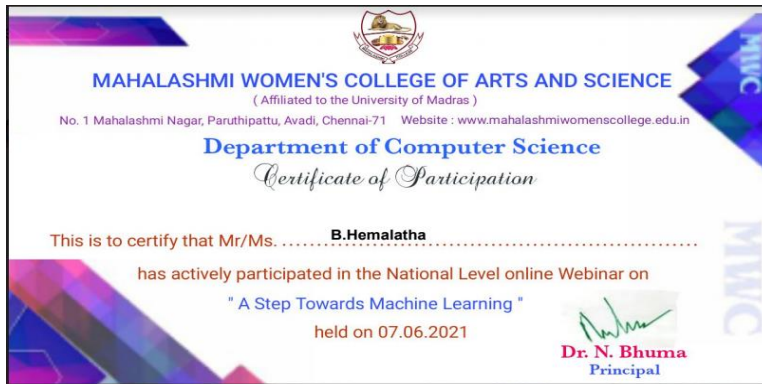 MAHALASHMI WOMEN'S COLLEGE OF ARTS AND SCIENCE
( Affiliated to the University of Madras )
No. 1 Mahalashmi Nagar, Paruthipattu, Avadi, Chennai-71 Website : www.mahalashmiwomenscollege.edu.in
Department of Computer Science
Certificate of Participation
This is to certify that Mr/Ms. B.Hemalatha
has actively participated in the National Level online Webinar on
" A Step Towards Machine Learning "
held on 07.06.2021
Dr. N. Bhuma
Principal
MWC
MWC